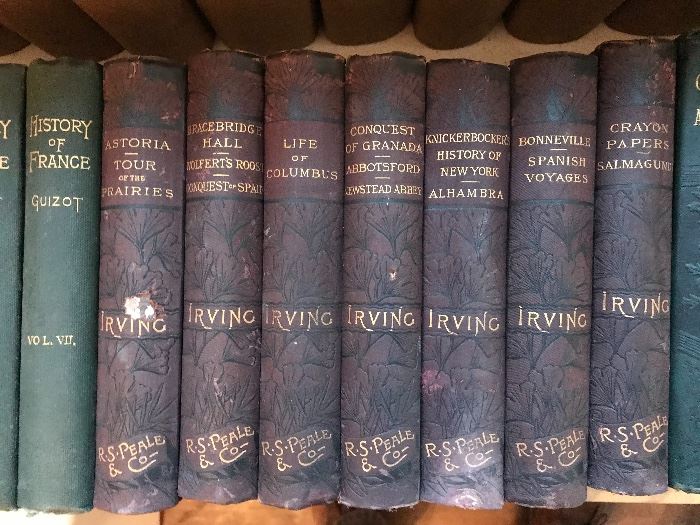 HISTORY
OF
FRANCE
GUIZOT
VOL. VII.
ASTORIA
TOUR
OF THE
PRAIRIES
IRVING
R.S. PEALE
& CO
BRACEBRIDGE
HALL
WOLFERT'S ROOST
CONQUEST OF SPAIN
IRVING
R.S. PEALE
& CO
LIFE
OF
COLUMBUS
IRVING
R.S. PEALE
& CO
CONQUEST
OF GRANADA
ABBOTSFORD
NEWSTEAD ABBEY
IRVING
R.S. PEALE
& CO
KNICKERBOCKER'S
HISTORY OF
NEW YORK
ALHAMBRA
IRVING
R.S. PEALE
& CO
BONNEVILLE
SPANISH
VOYAGES
IRVING
R.S. PEALE
& CO
CRAYON
PAPERS
SALMAGUNDI
IRVING
R.S. PEALE
& CO